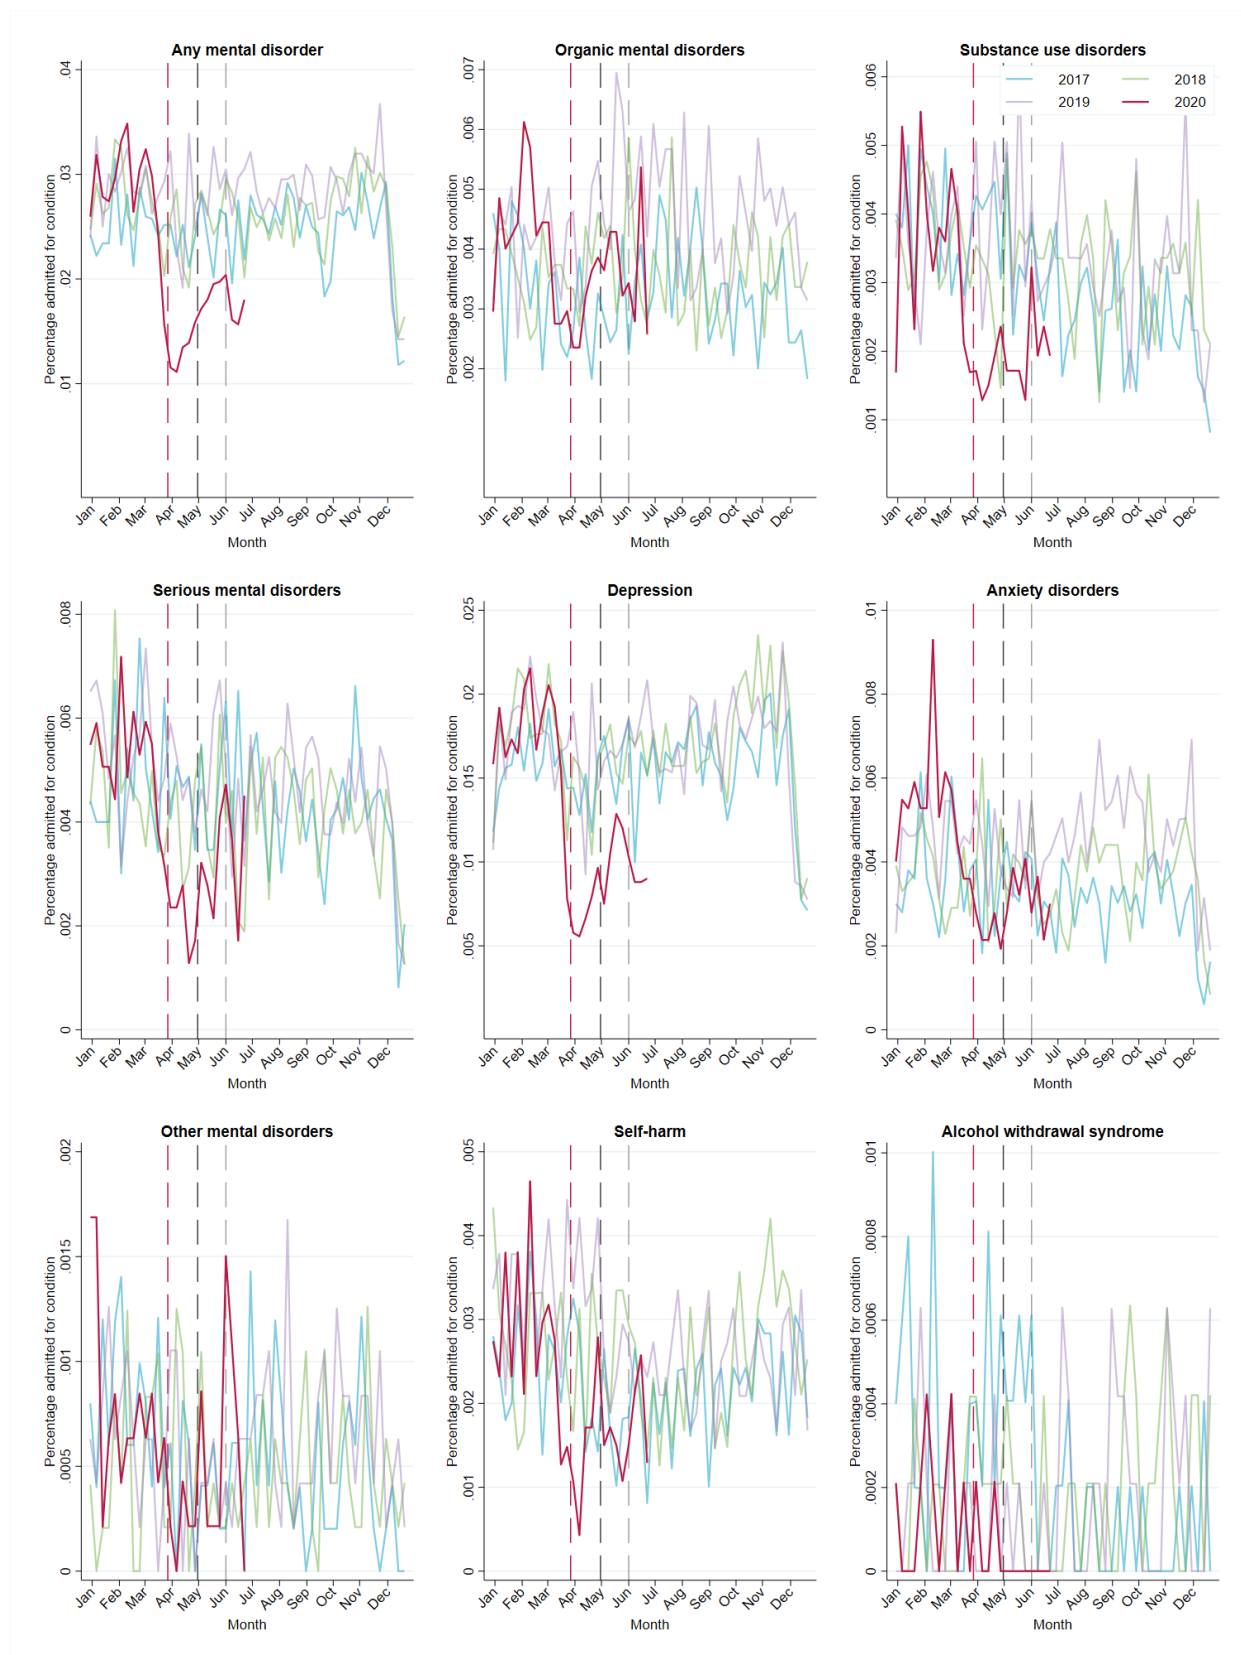 Any mental disorder
Percentage admitted for condition
.04
.03
.02
.01
Jan Feb Mar Apr May Jun Jul Aug Sep Oct Nov Dec
Month
Organic mental disorders
Percentage admitted for condition
.007
.006
.005
.004
.003
.002
Jan Feb Mar Apr May Jun Jul Aug Sep Oct Nov Dec
Month
Substance use disorders
2017 2018
2019 2020
Percentage admitted for condition
.006
.005
.004
.003
.002
.001
Jan Feb Mar Apr May Jun Jul Aug Sep Oct Nov Dec
Month
Serious mental disorders
Percentage admitted for condition
.008
.006
.004
.002
0
Jan Feb Mar Apr May Jun Jul Aug Sep Oct Nov Dec
Month
Depression
Percentage admitted for condition
.025
.02
.015
.01
.005
Jan Feb Mar Apr May Jun Jul Aug Sep Oct Nov Dec
Month
Anxiety disorders
Percentage admitted for condition
.01
.008
.006
.004
.002
0
Jan Feb Mar Apr May Jun Jul Aug Sep Oct Nov Dec
Month
Other mental disorders
Percentage admitted for condition
.002
.0015
.001
.0005
0
Jan Feb Mar Apr May Jun Jul Aug Sep Oct Nov Dec
Month
Self-harm
Percentage admitted for condition
.005
.004
.003
.002
.001
0
Jan Feb Mar Apr May Jun Jul Aug Sep Oct Nov Dec
Month
Alcohol withdrawal syndrome
Percentage admitted for condition
.001
.0008
.0006
.0004
.0002
0
Jan Feb Mar Apr May Jun Jul Aug Sep Oct Nov Dec
Month